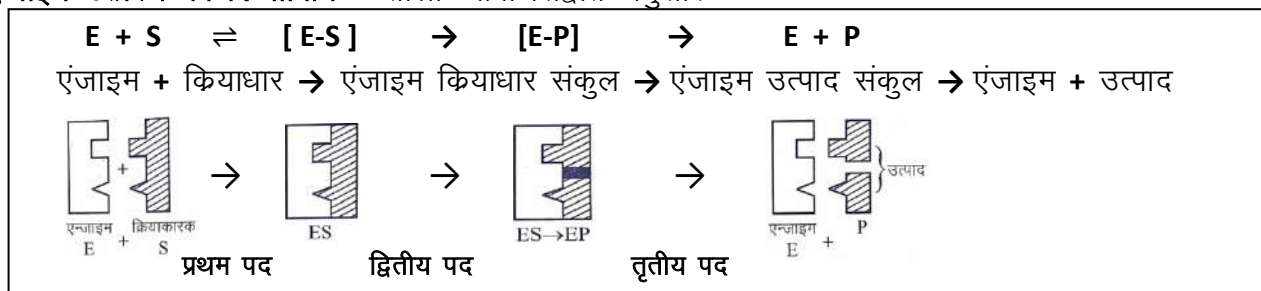 E + S ⇌ [ E-S ] → [E-P] → E + P
एंजाइम + कियाधार → एंजाइम कियाधार संकुल → एंजाइम उत्पाद संकुल → एंजाइम + उत्पाद
+ → → → उत्पाद
एन्जाइम + क्रियाकारक ES ES→EP एन्जाइम + P
E S E
प्रथम पद द्वितीय पद तृतीय पद